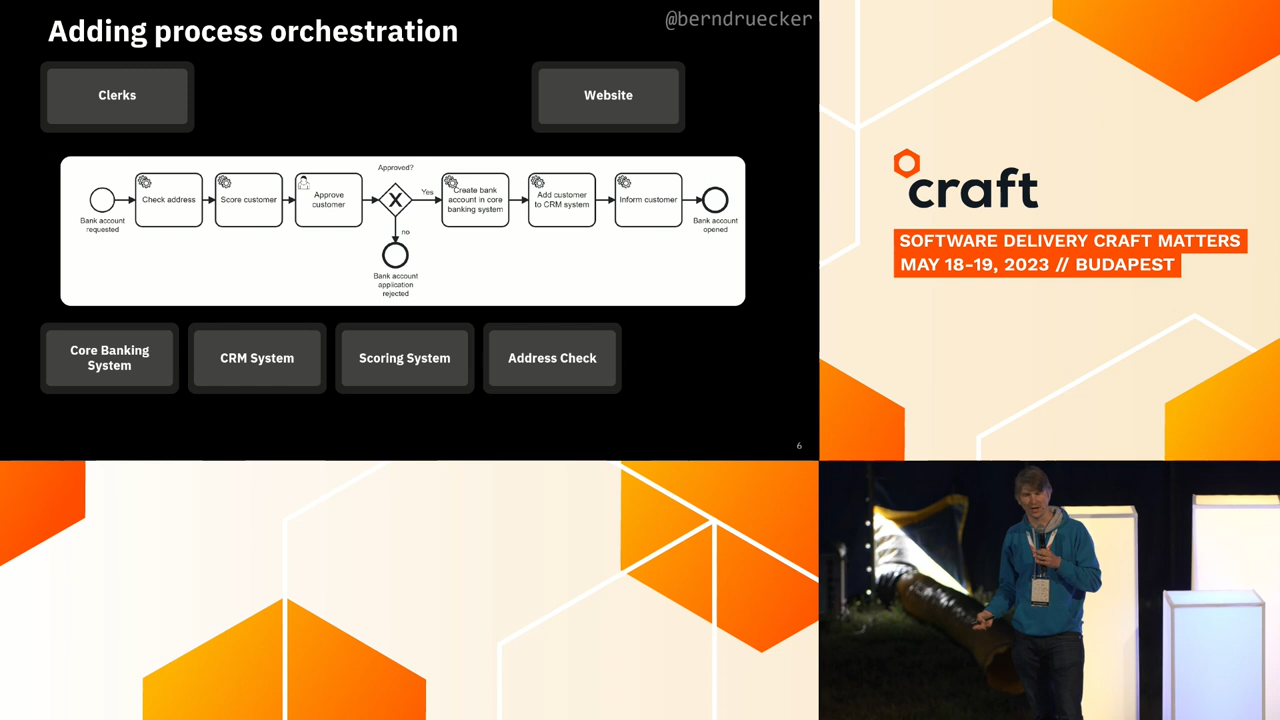 Adding process orchestration
@berndruecker
Clerks
Website
Approved?
Check address
Score customer
Approve
customer
Yes
Create bank
account in core
banking system
Add customer
to CRM system
Inform customer
Bank account
requested
no
Bank account
opened
Bank account
application
rejected
Core Banking
System
CRM System
Scoring System
Address Check
6
craft
SOFTWARE DELIVERY CRAFT MATTERS
MAY 18-19, 2023 // BUDAPEST